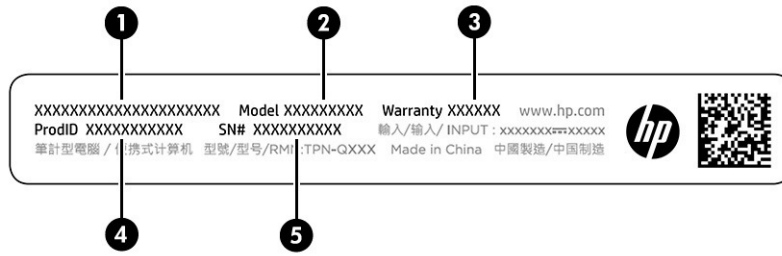 1 2 3
XXXXXXXXXXXXXXXXXXXXX Model XXXXXXXXX Warranty XXXXXX www.hp.com
ProdID XXXXXXXXXXX SN# XXXXXXXXXX 輸入/输入/ INPUT : XXXXXXX⎓XXXXX
筆計型電腦 / 便携式计算机 型號/型号/RMN:TPN-QXXX Made in China 中國製造/中国制造
hp
4 5